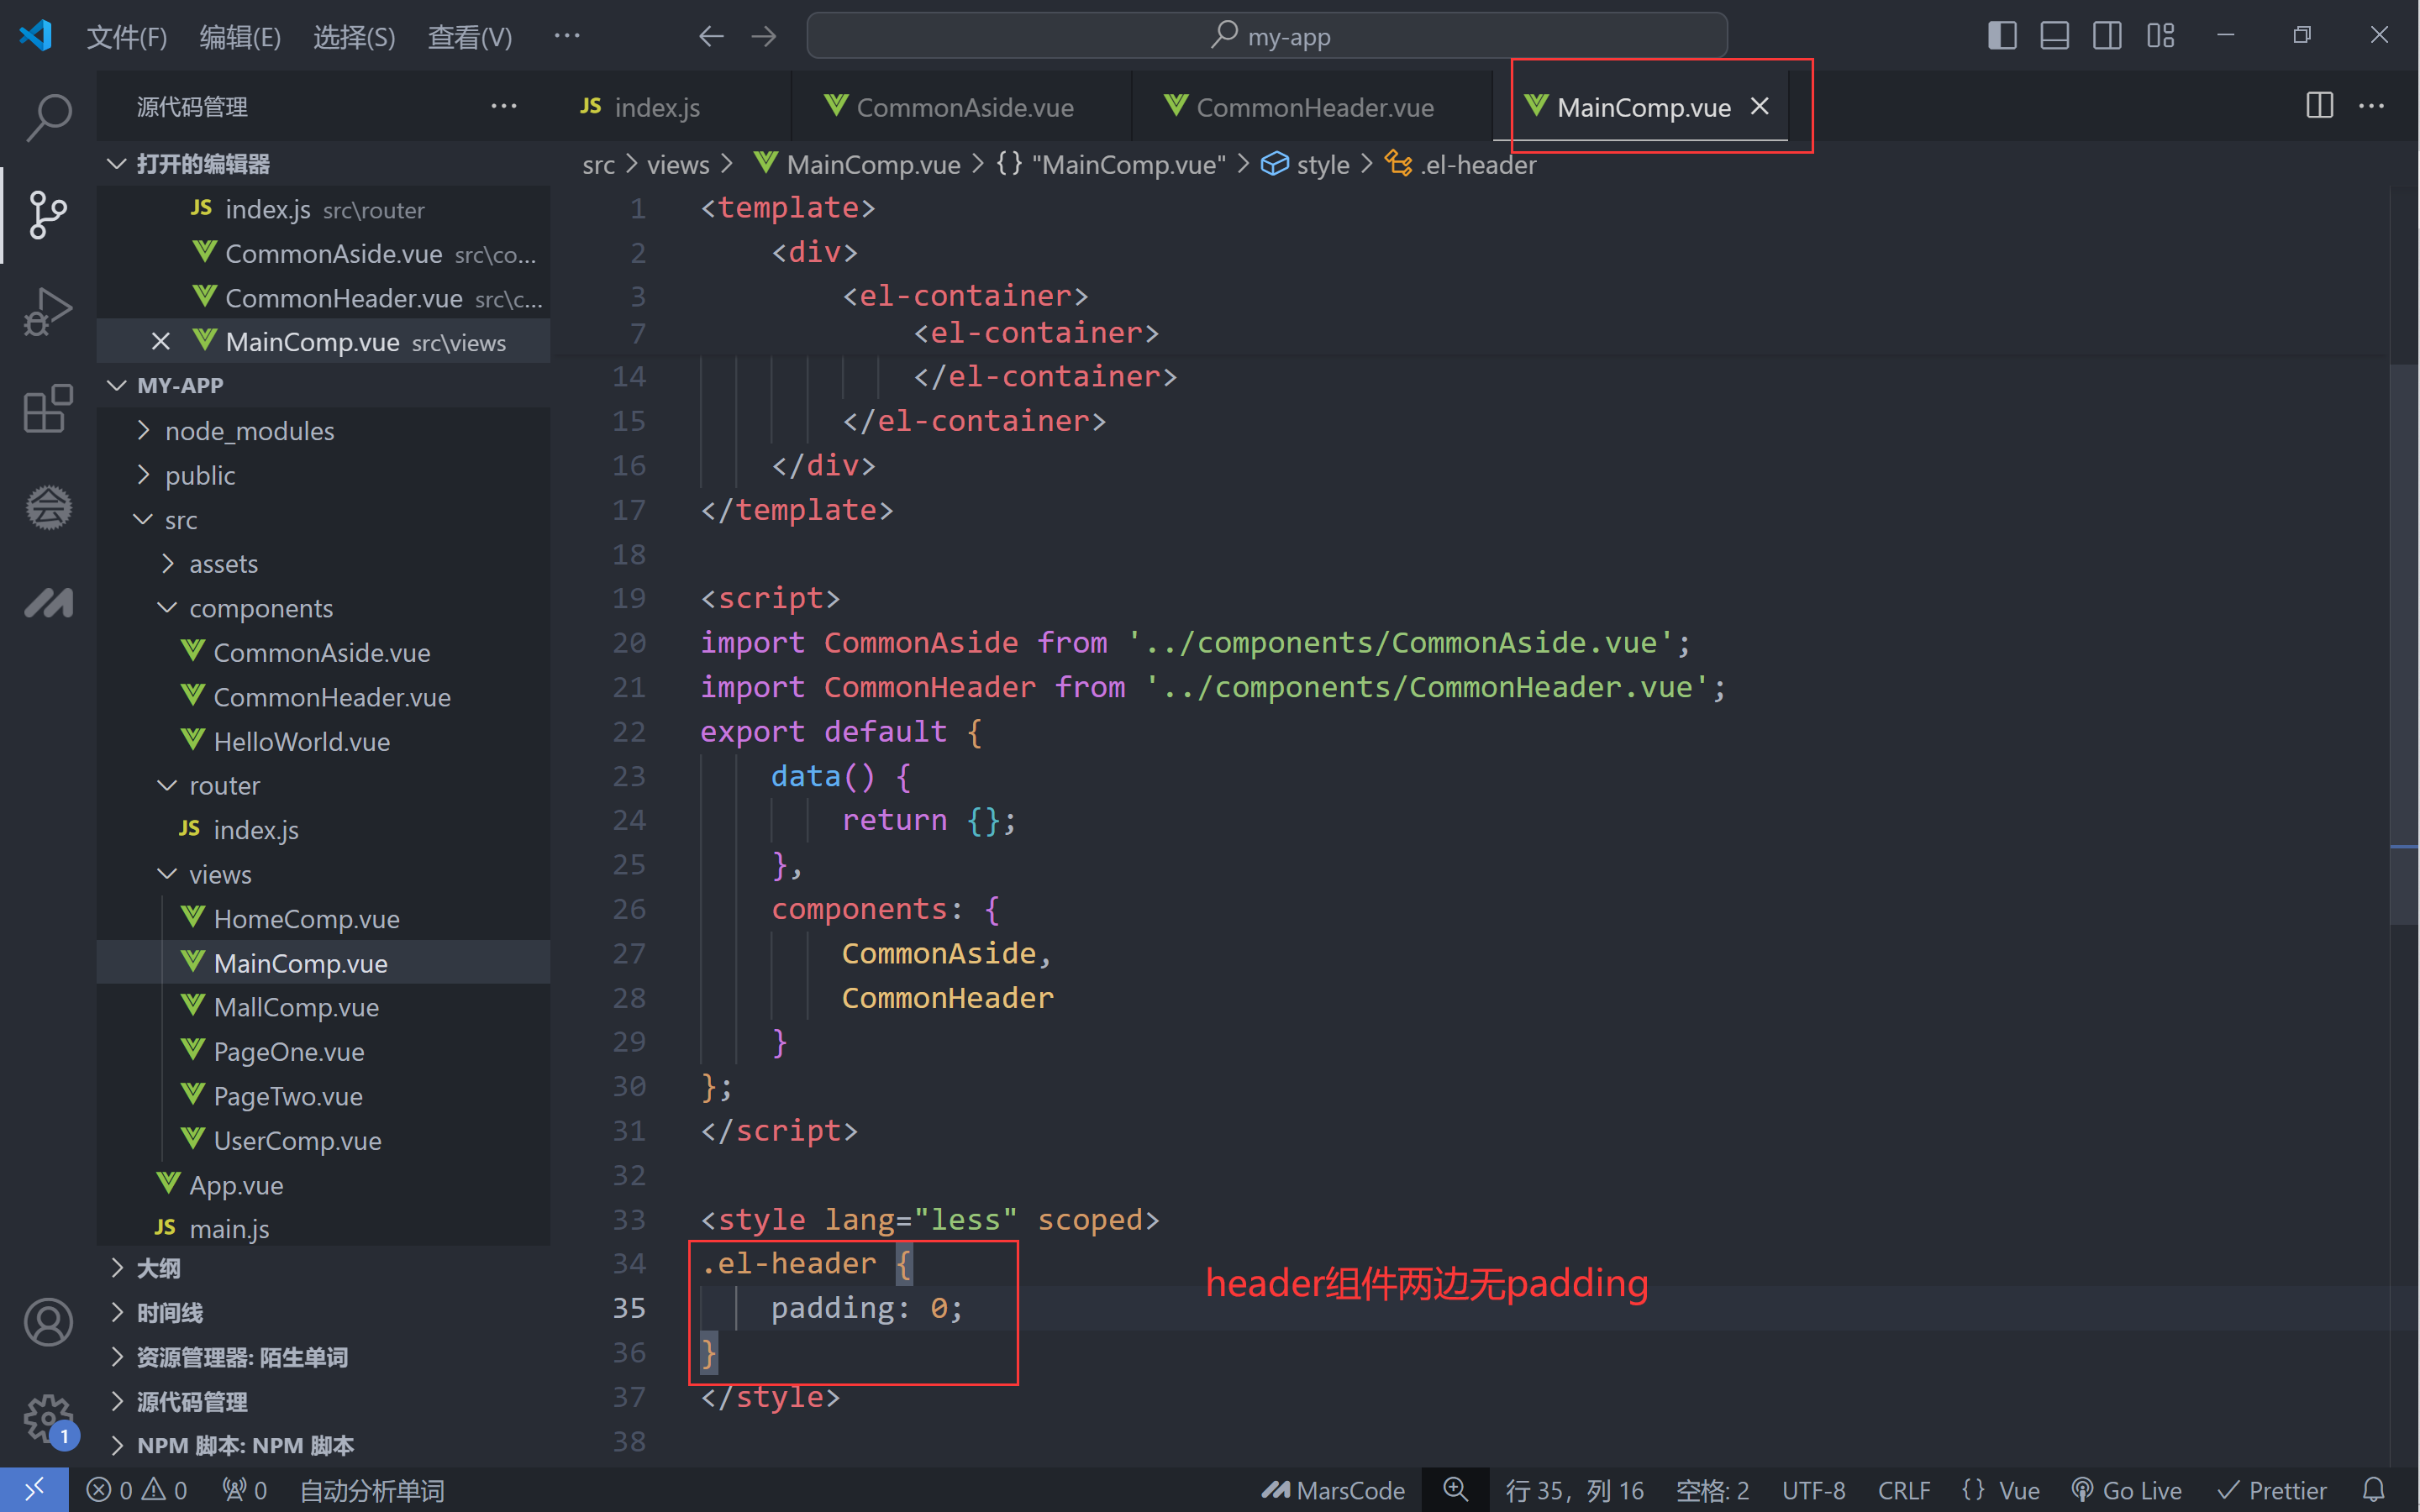 文件(F) 编辑(E) 选择(S) 查看(V) ··· my-app
源代码管理 ···
打开的编辑器
JS index.js src\router
CommonAside.vue src\co...
CommonHeader.vue src\c...
MainComp.vue src\views
MY-APP
node_modules
public
src
assets
components
CommonAside.vue
CommonHeader.vue
HelloWorld.vue
router
JS index.js
views
HomeComp.vue
MainComp.vue
MallComp.vue
PageOne.vue
PageTwo.vue
UserComp.vue
App.vue
JS main.js
大纲
时间线
资源管理器: 陌生单词
源代码管理
NPM 脚本: NPM 脚本
会
1
JS index.js CommonAside.vue CommonHeader.vue MainComp.vue
src > views > MainComp.vue > {} "MainComp.vue" > style > .el-header
1 <template>
2 <div>
3 <el-container>
7 <el-container>
14 </el-container>
15 </el-container>
16 </div>
17 </template>
18
19 <script>
20 import CommonAside from '../components/CommonAside.vue';
21 import CommonHeader from '../components/CommonHeader.vue';
22 export default {
23 data() {
24 return {};
25 },
26 components: {
27 CommonAside,
28 CommonHeader
29 }
30 };
31 </script>
32
33 <style lang="less" scoped>
34 .el-header {
35 padding: 0;
36 }
37 </style>
38
header组件两边无padding
0 0 0 自动分析单词 MarsCode 行 35，列 16 空格: 2 UTF-8 CRLF {} Vue Go Live Prettier